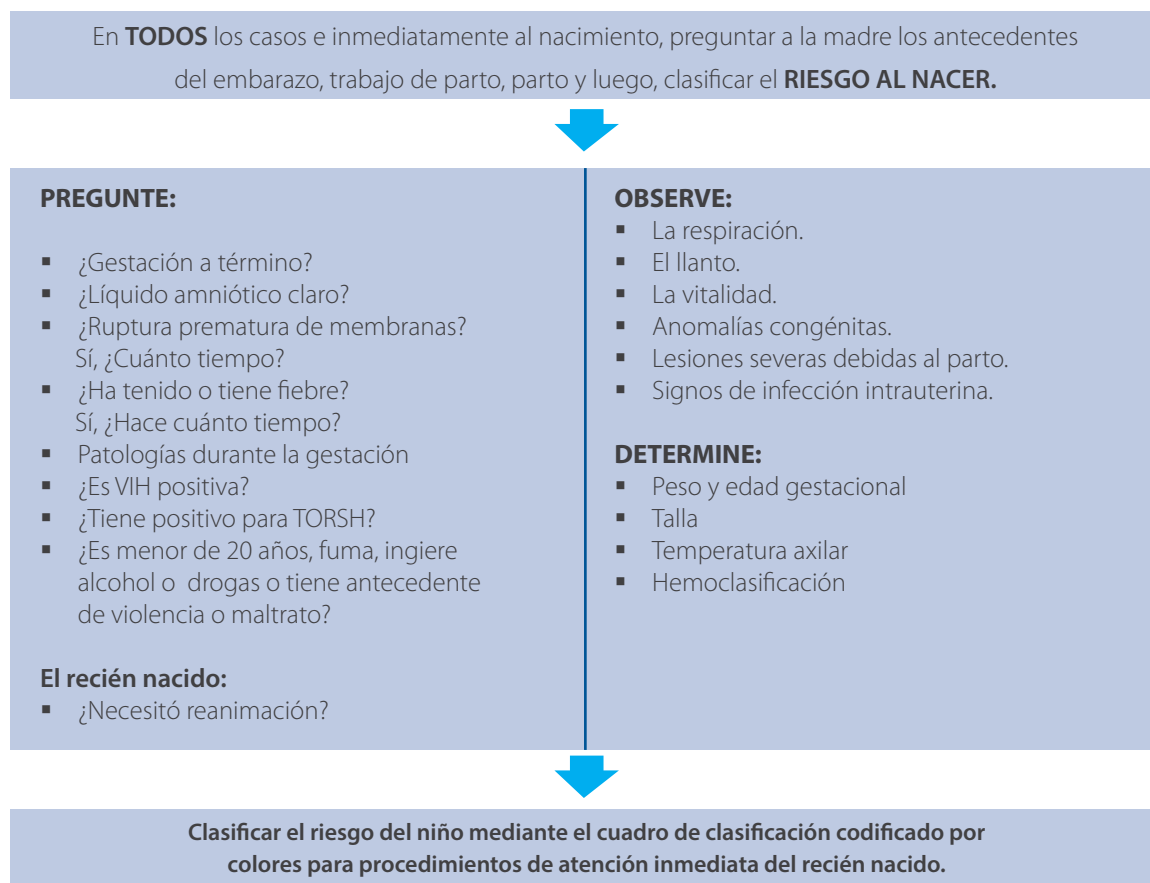 En TODOS los casos e inmediatamente al nacimiento, preguntar a la madre los antecedentes
del embarazo, trabajo de parto, parto y luego, clasificar el RIESGO AL NACER.
PREGUNTE:
▪ ¿Gestación a término?
▪ ¿Líquido amniótico claro?
▪ ¿Ruptura prematura de membranas?
Sí, ¿Cuánto tiempo?
▪ ¿Ha tenido o tiene fiebre?
Sí, ¿Hace cuánto tiempo?
▪ Patologías durante la gestación
▪ ¿Es VIH positiva?
▪ ¿Tiene positivo para TORSH?
▪ ¿Es menor de 20 años, fuma, ingiere
alcohol o drogas o tiene antecedente
de violencia o maltrato?
El recién nacido:
▪ ¿Necesitó reanimación?
OBSERVE:
▪ La respiración.
▪ El llanto.
▪ La vitalidad.
▪ Anomalías congénitas.
▪ Lesiones severas debidas al parto.
▪ Signos de infección intrauterina.
DETERMINE:
▪ Peso y edad gestacional
▪ Talla
▪ Temperatura axilar
▪ Hemoclasificación
Clasificar el riesgo del niño mediante el cuadro de clasificación codificado por
colores para procedimientos de atención inmediata del recién nacido.